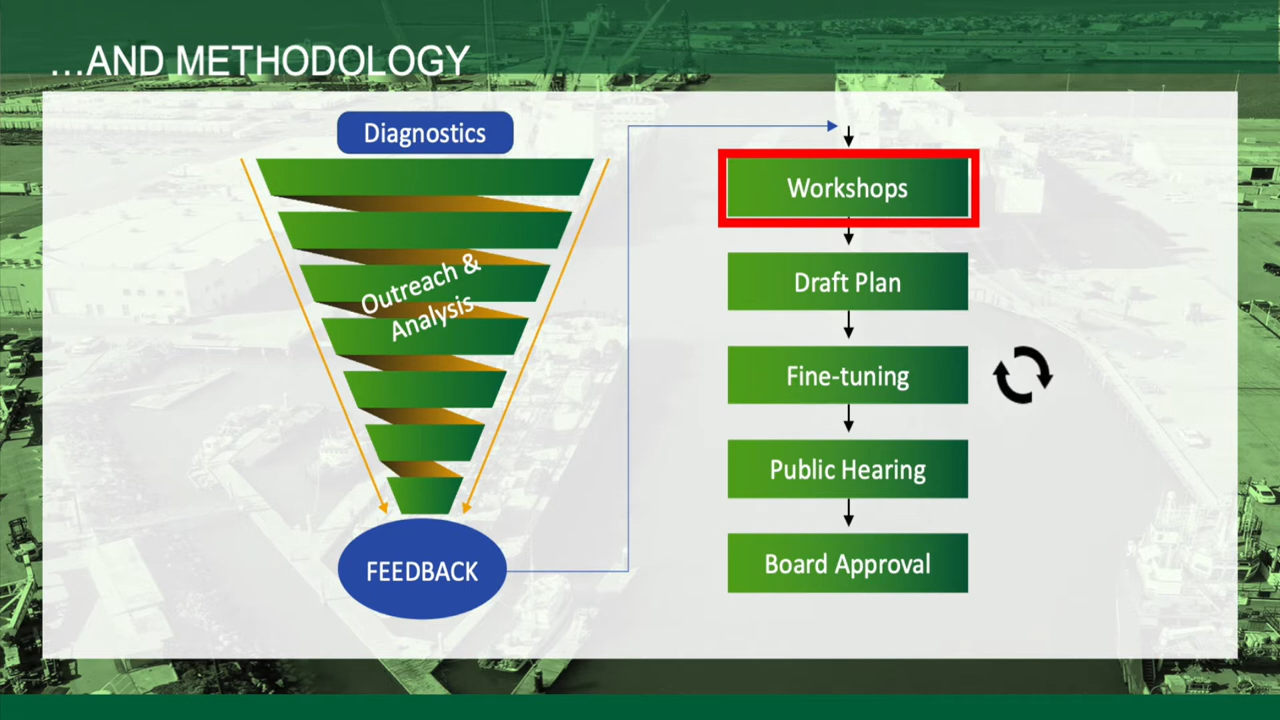 ...AND METHODOLOGY
Diagnostics
Outreach &
Analysis
FEEDBACK
Workshops
Draft Plan
Fine-tuning
Public Hearing
Board Approval